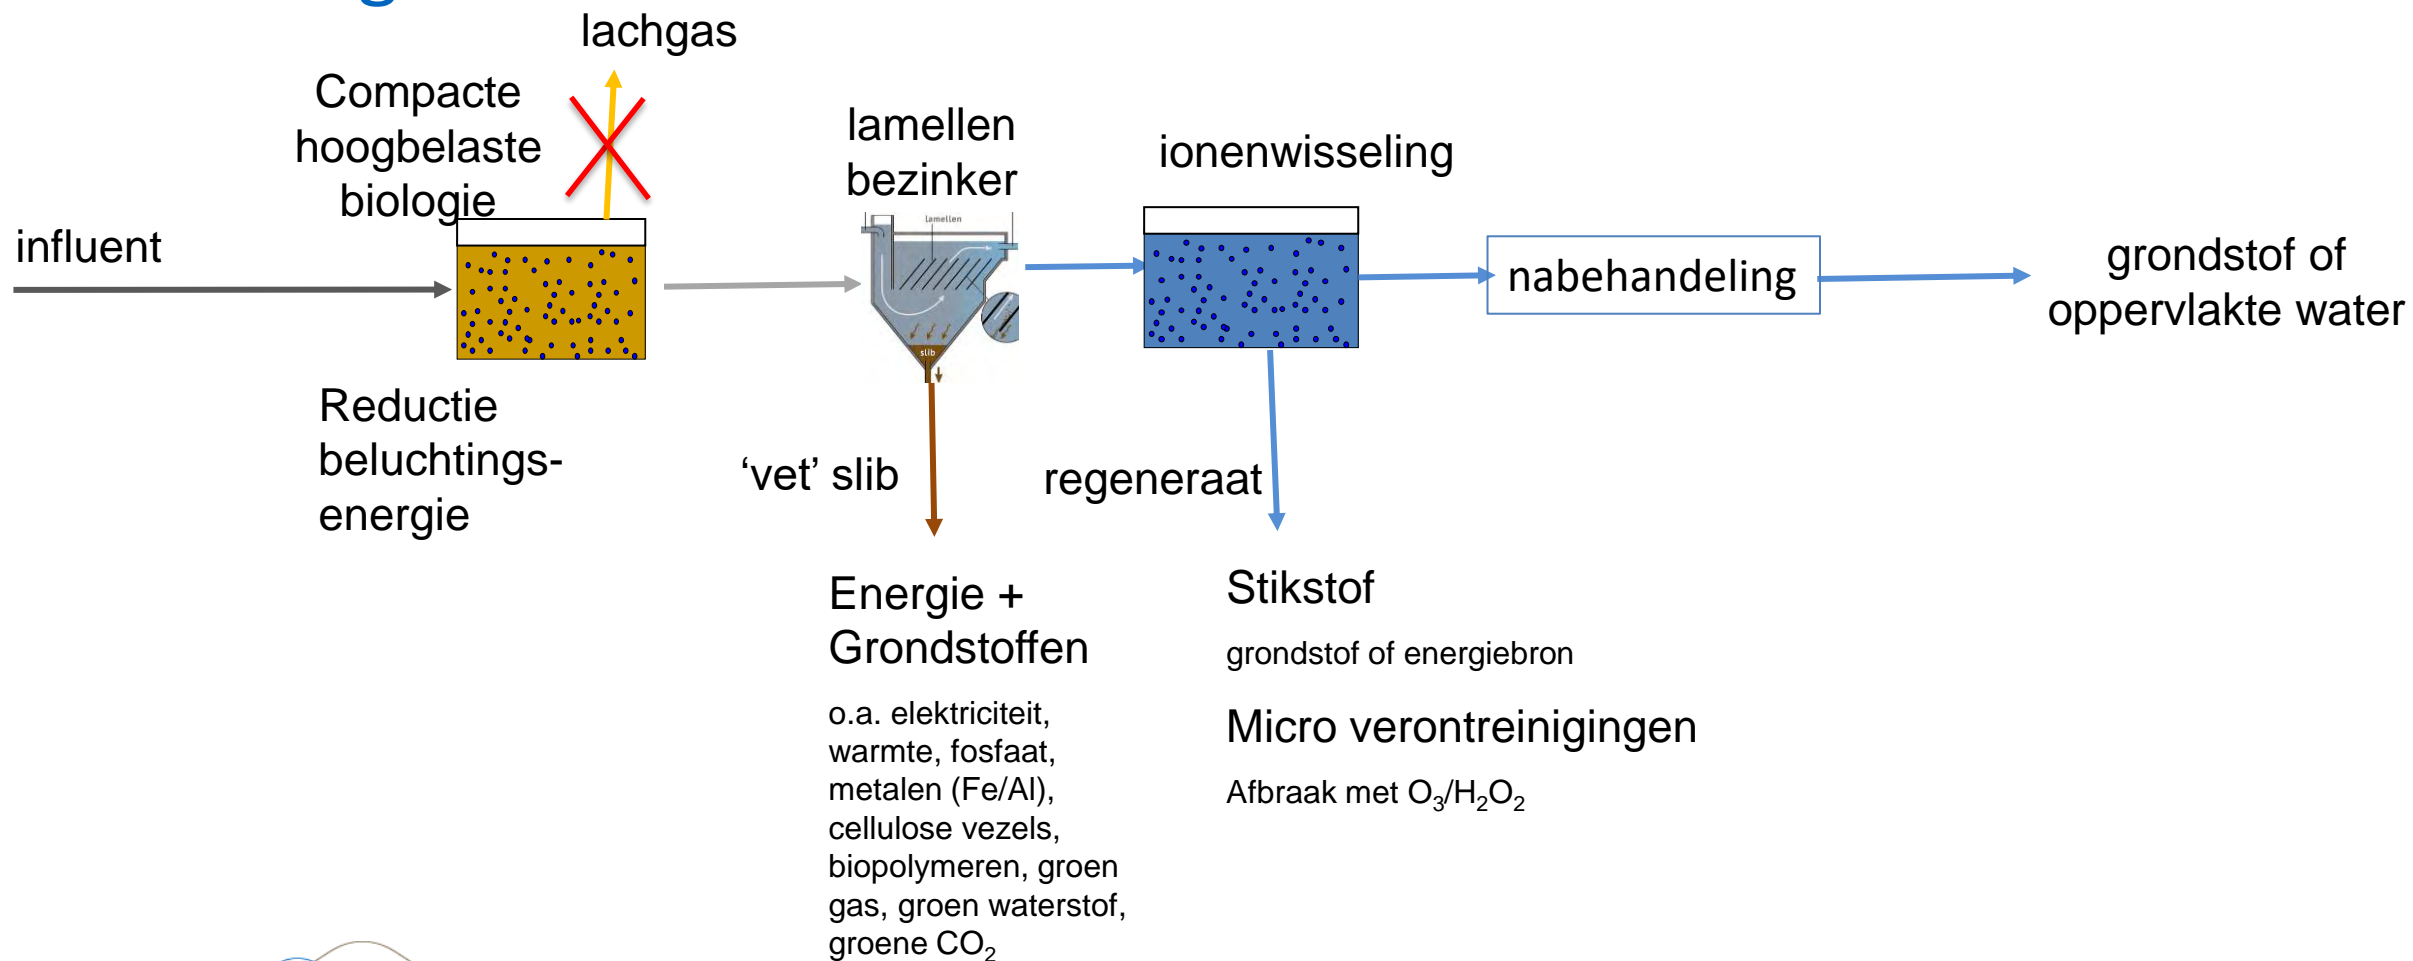 lachgas
Compacte
hoogbelaste
biologie
influent
Reductie
beluchtings-
energie
lamellen
bezinker
lamellen
slib
‘vet’ slib
Energie +
Grondstoffen
o.a. elektriciteit,
warmte, fosfaat,
metalen (Fe/Al),
cellulose vezels,
biopolymeren, groen
gas, groen waterstof,
groene CO₂
ionenwisseling
regeneraat
Stikstof
grondstof of energiebron
Micro verontreinigingen
Afbraak met O₃/H₂O₂
nabehandeling
grondstof of
oppervlakte water